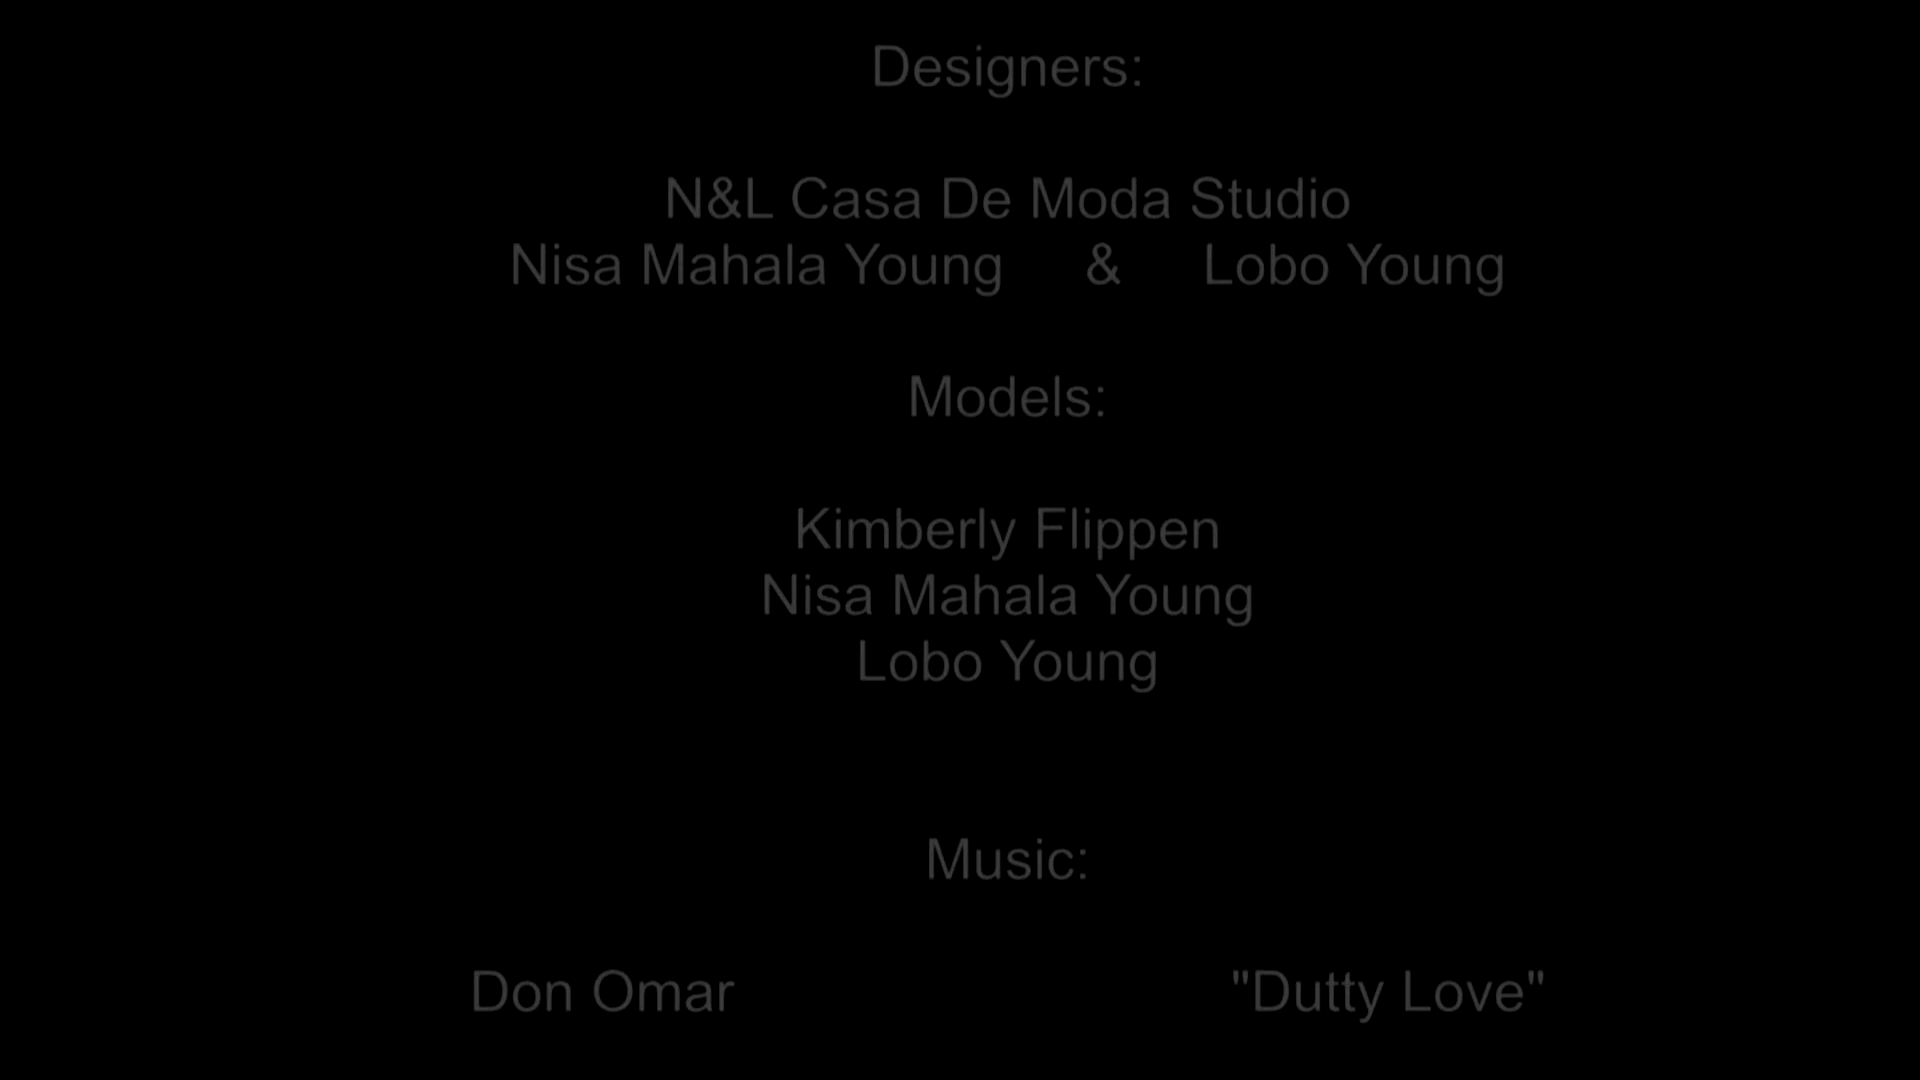 Designers:
N&L Casa De Moda Studio
Nisa Mahala Young & Lobo Young
Models:
Kimberly Flippen
Nisa Mahala Young
Lobo Young
Music:
Don Omar "Dutty Love"